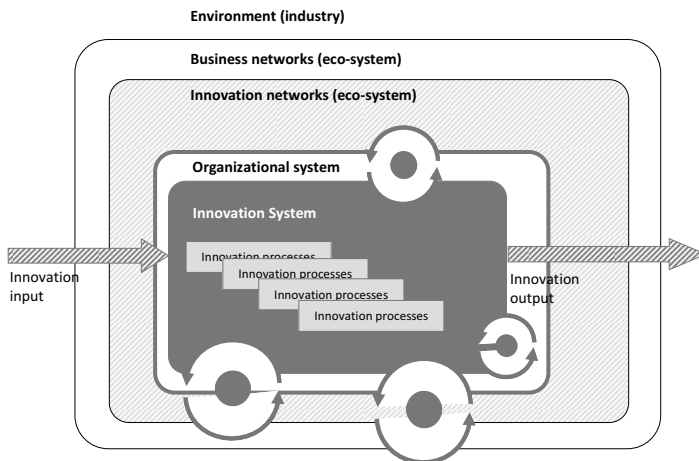 Environment (industry)
Business networks (eco-system)
Innovation networks (eco-system)
Organizational system
Innovation System
Innovation processes
Innovation processes
Innovation processes
Innovation processes
Innovation
input
Innovation
output